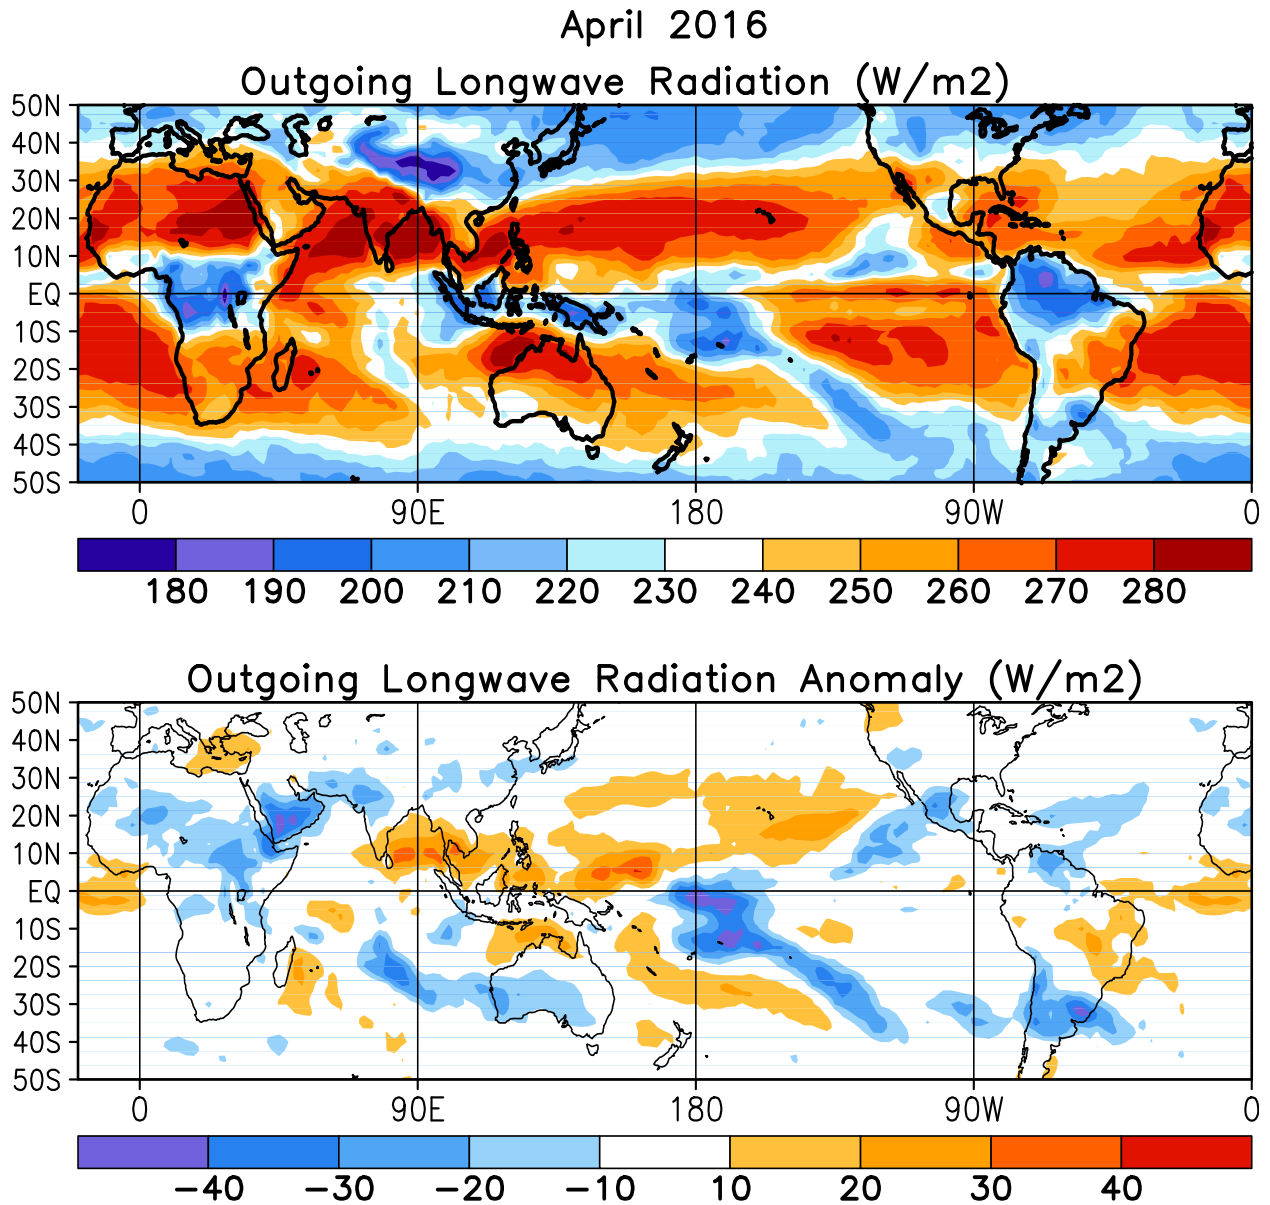 April 2016
Outgoing Longwave Radiation (W/m2)
50N
40N
30N
20N
10N
EQ
10S
20S
30S
40S
50S
0 90E 180 90W 0
180 190 200 210 220 230 240 250 260 270 280
Outgoing Longwave Radiation Anomaly (W/m2)
50N
40N
30N
20N
10N
EQ
10S
20S
30S
40S
50S
0 90E 180 90W 0
−40 −30 −20 −10 10 20 30 40